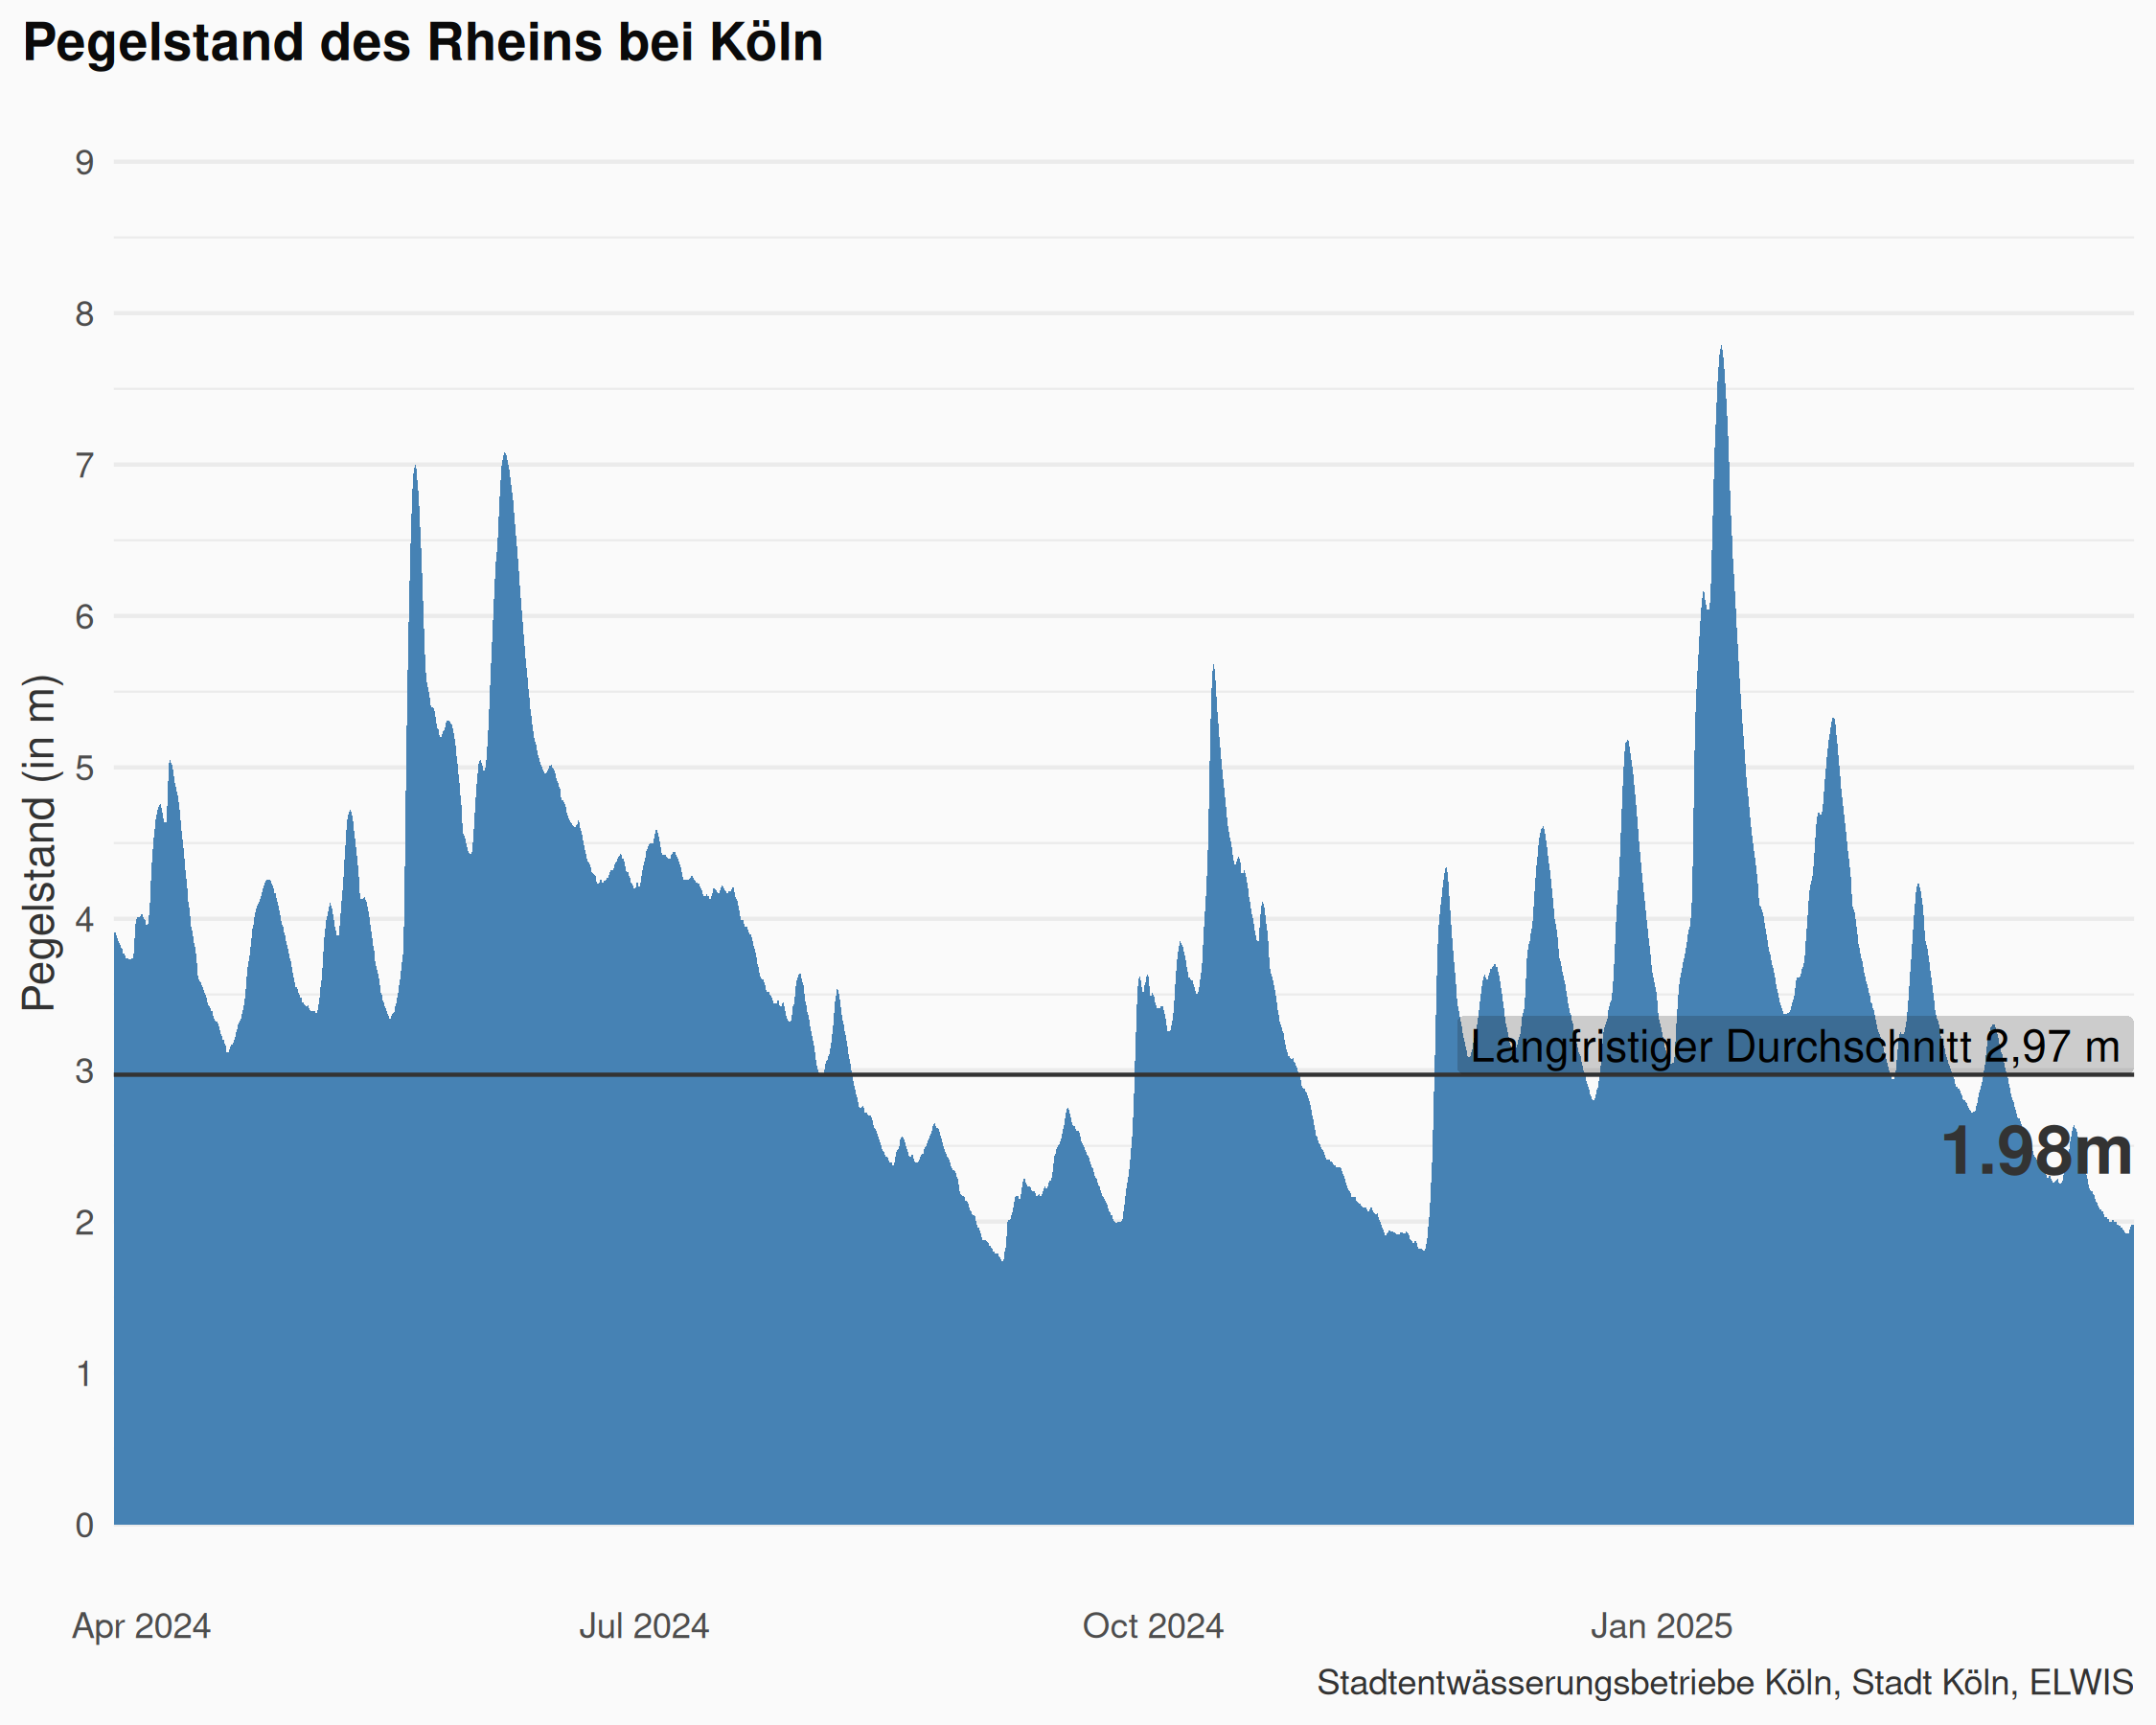 Pegelstand des Rheins bei Köln
Pegelstand (in m)
9
8
7
6
5
4
3
2
1
0
Langfristiger Durchschnitt 2,97 m
1.98m
Apr 2024
Jul 2024
Oct 2024
Jan 2025
Stadtentwässerungsbetriebe Köln, Stadt Köln, ELWIS